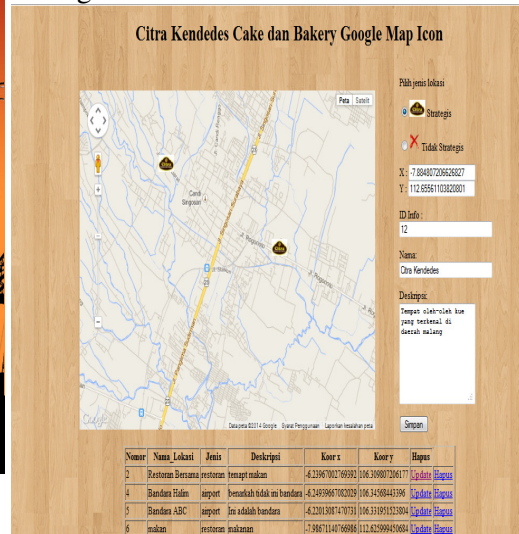 Citra Kendedes Cake dan Bakery Google Map Icon
Peta Satelit
Candi Singosari
Pilih jenis lokasi
Strategis
Tidak Strategis
X : -7.884807206626827
Y : 112.65561103820801
ID Info :
12
Nama:
Citra Kendedes
Deskripsi:
Tempat oleh-oleh kue
yang terkenal di
daerah malang
Simpan
Data peta ©2014 Google Syarat Penggunaan Laporkan kesalahan peta
Nomor Nama_Lokasi Jenis Deskripsi Koor x Koor y Hapus
2 Restoran Bersama restoran temapt makan -6.23967002769392 106.309807206177 Update Hapus
4 Bandara Halim airport benarkah tidak ini bandara -6.24939667082029 106.34568443396 Update Hapus
5 Bandara ABC airport Ini adalah bandara -6.22013087470731 106.331951523804 Update Hapus
6 makan restoran makanan -7.98671140766986 112.625999450684 Update Hapus